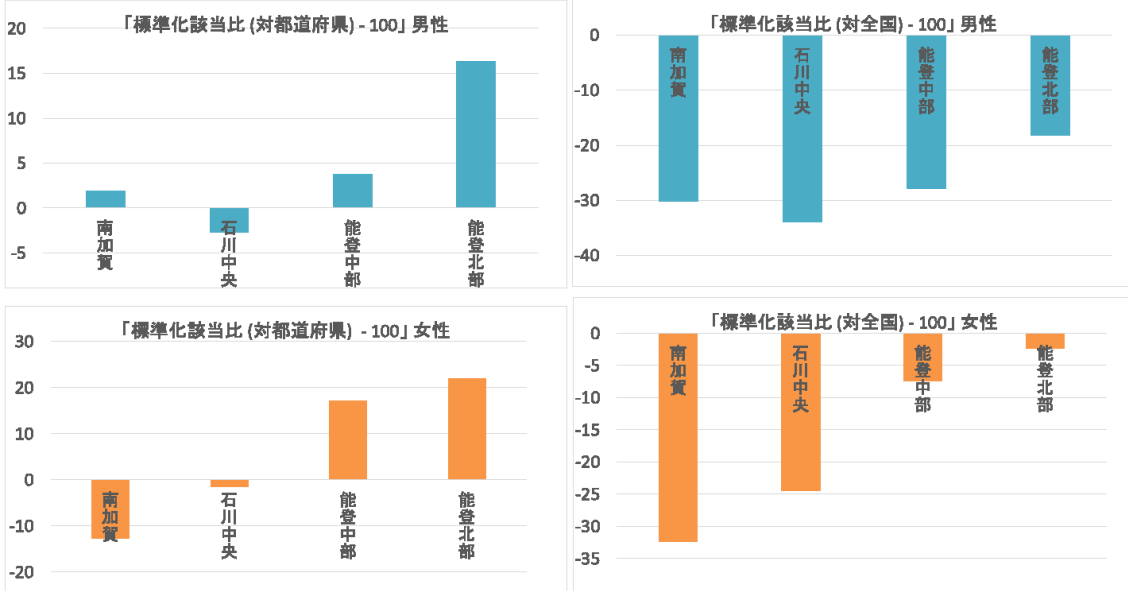 「標準化該当比 (対都道府県) - 100」 男性
20
15
10
5
0
-5
南加賀
石川中央
能登中部
能登北部
「標準化該当比 (対全国) - 100」 男性
0
-10
-20
-30
-40
南加賀
石川中央
能登中部
能登北部
「標準化該当比 (対都道府県) - 100」 女性
30
20
10
0
-10
-20
南加賀
石川中央
能登中部
能登北部
「標準化該当比 (対全国) - 100」 女性
0
-5
-10
-15
-20
-25
-30
-35
南加賀
石川中央
能登中部
能登北部